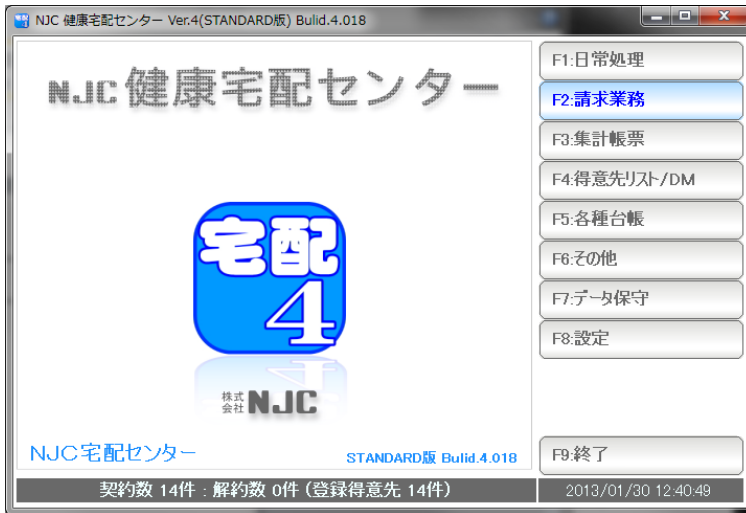 NJC 健康宅配センター Ver.4(STANDARD版) Bulid.4.018
NJC 健康宅配センター
宅配
4
株式
会社 NJC
NJC宅配センター
STANDARD版 Bulid.4.018
F1:日常処理
F2:請求業務
F3:集計帳票
F4:得意先リスト/DM
F5:各種台帳
F6:その他
F7:データ保守
F8:設定
F9:終了
契約数 14件 : 解約数 0件 (登録得意先 14件)
2013/01/30 12:40:49